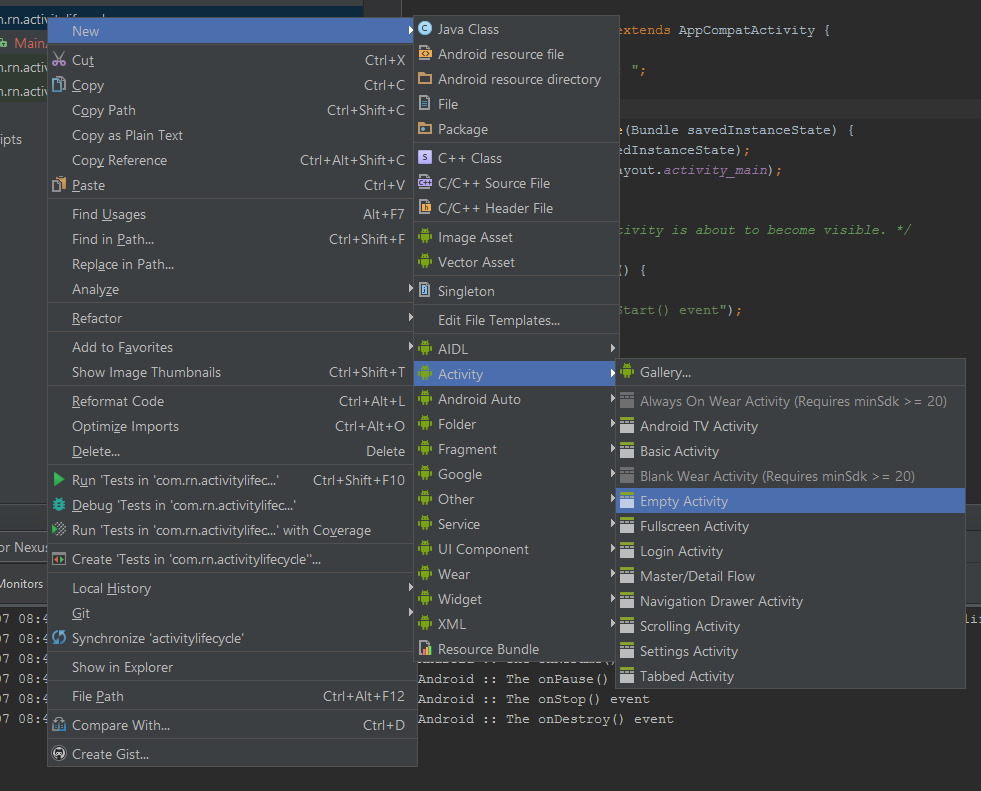 m.rn.activitylifecycle
Main
m.rn.activ
m.rn.activ
ripts
or Nexus
Monitors
New
Cut Ctrl+X
Copy Ctrl+C
Copy Path Ctrl+Shift+C
Copy as Plain Text
Copy Reference Ctrl+Alt+Shift+C
Paste Ctrl+V
Find Usages Alt+F7
Find in Path... Ctrl+Shift+F
Replace in Path...
Analyze
Refactor
Add to Favorites
Show Image Thumbnails Ctrl+Shift+T
Reformat Code Ctrl+Alt+L
Optimize Imports Ctrl+Alt+O
Delete... Delete
Run 'Tests in 'com.rn.activitylifec...' Ctrl+Shift+F10
Debug 'Tests in 'com.rn.activitylifec...'
Run 'Tests in 'com.rn.activitylifec...' with Coverage
Create 'Tests in 'com.rn.activitylifecycle''...
Local History
Git
Synchronize 'activitylifecycle'
Show in Explorer
File Path Ctrl+Alt+F12
Compare With... Ctrl+D
Create Gist...
Java Class
Android resource file
Android resource directory
File
Package
C++ Class
C/C++ Source File
C/C++ Header File
Image Asset
Vector Asset
Singleton
Edit File Templates...
AIDL
Activity
Android Auto
Folder
Fragment
Google
Other
Service
UI Component
Wear
Widget
XML
Resource Bundle
Gallery...
Always On Wear Activity (Requires minSdk >= 20)
Android TV Activity
Basic Activity
Blank Wear Activity (Requires minSdk >= 20)
Empty Activity
Fullscreen Activity
Login Activity
Master/Detail Flow
Navigation Drawer Activity
Scrolling Activity
Settings Activity
Tabbed Activity
extends AppCompatActivity {
";
e(Bundle savedInstanceState) {
edInstanceState);
ayout.activity_main);
tivity is about to become visible. */
() {
Start() event");
07 08:4
07 08:4
07 08:4
07 08:4 Android :: The onPause()
07 08:4 Android :: The onStop() event
07 08:4 Android :: The onDestroy() event